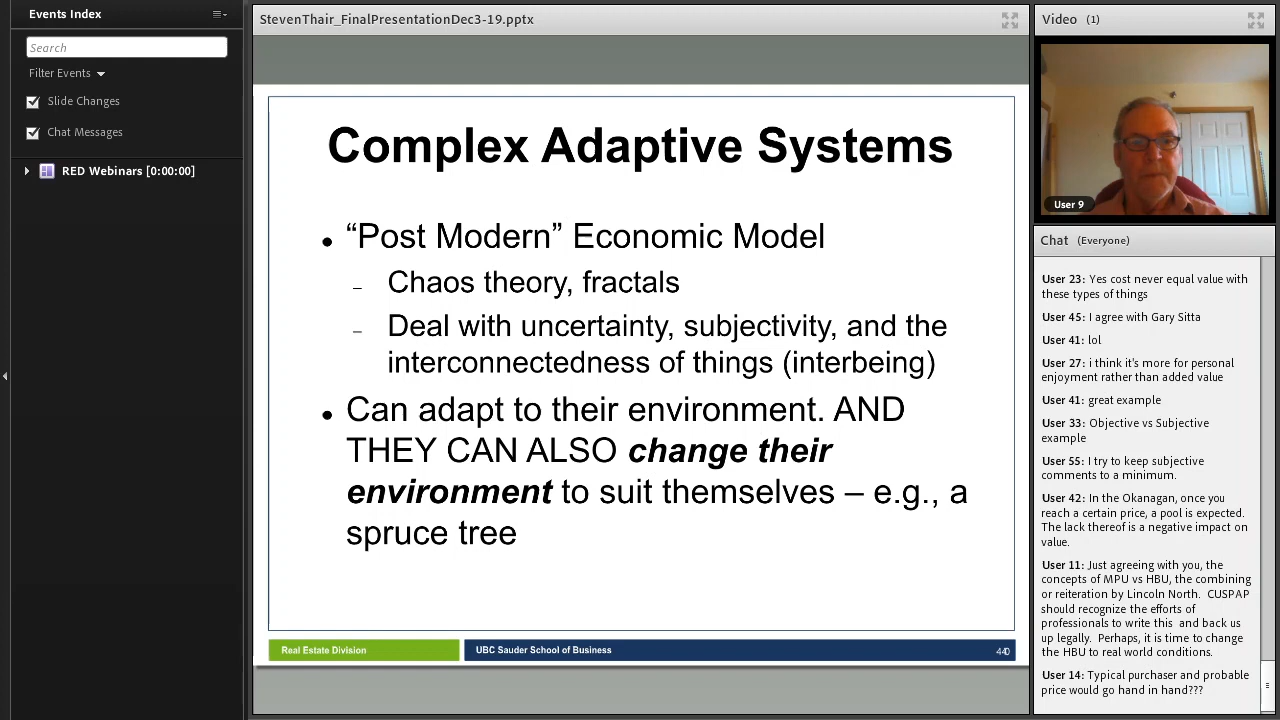 Events Index
Search
Filter Events
Slide Changes
Chat Messages
RED Webinars [0:00:00]
StevenThair_FinalPresentationDec3-19.pptx
Complex Adaptive Systems
“Post Modern” Economic Model
Chaos theory, fractals
Deal with uncertainty, subjectivity, and the
interconnectedness of things (interbeing)
Can adapt to their environment. AND
THEY CAN ALSO change their
environment to suit themselves – e.g., a
spruce tree
Real Estate Division
UBC Sauder School of Business
Video (1)
User 9
Chat (Everyone)
User 23: Yes cost never equal value with
these types of things
User 45: I agree with Gary Sitta
User 41: lol
User 27: i think it's more for personal
enjoyment rather than added value
User 41: great example
User 33: Objective vs Subjective
example
User 55: I try to keep subjective
comments to a minimum.
User 42: In the Okanagan, once you
reach a certain price, a pool is expected.
The lack thereof is a negative impact on
value.
User 11: Just agreeing with you, the
concepts of MPU vs HBU, the combining
or reiteration by Lincoln North. CUSPAP
should recognize the efforts of
professionals to write this and back us
up legally. Perhaps, it is time to change
the HBU to real world conditions.
User 14: Typical purchaser and probable
price would go hand in hand???